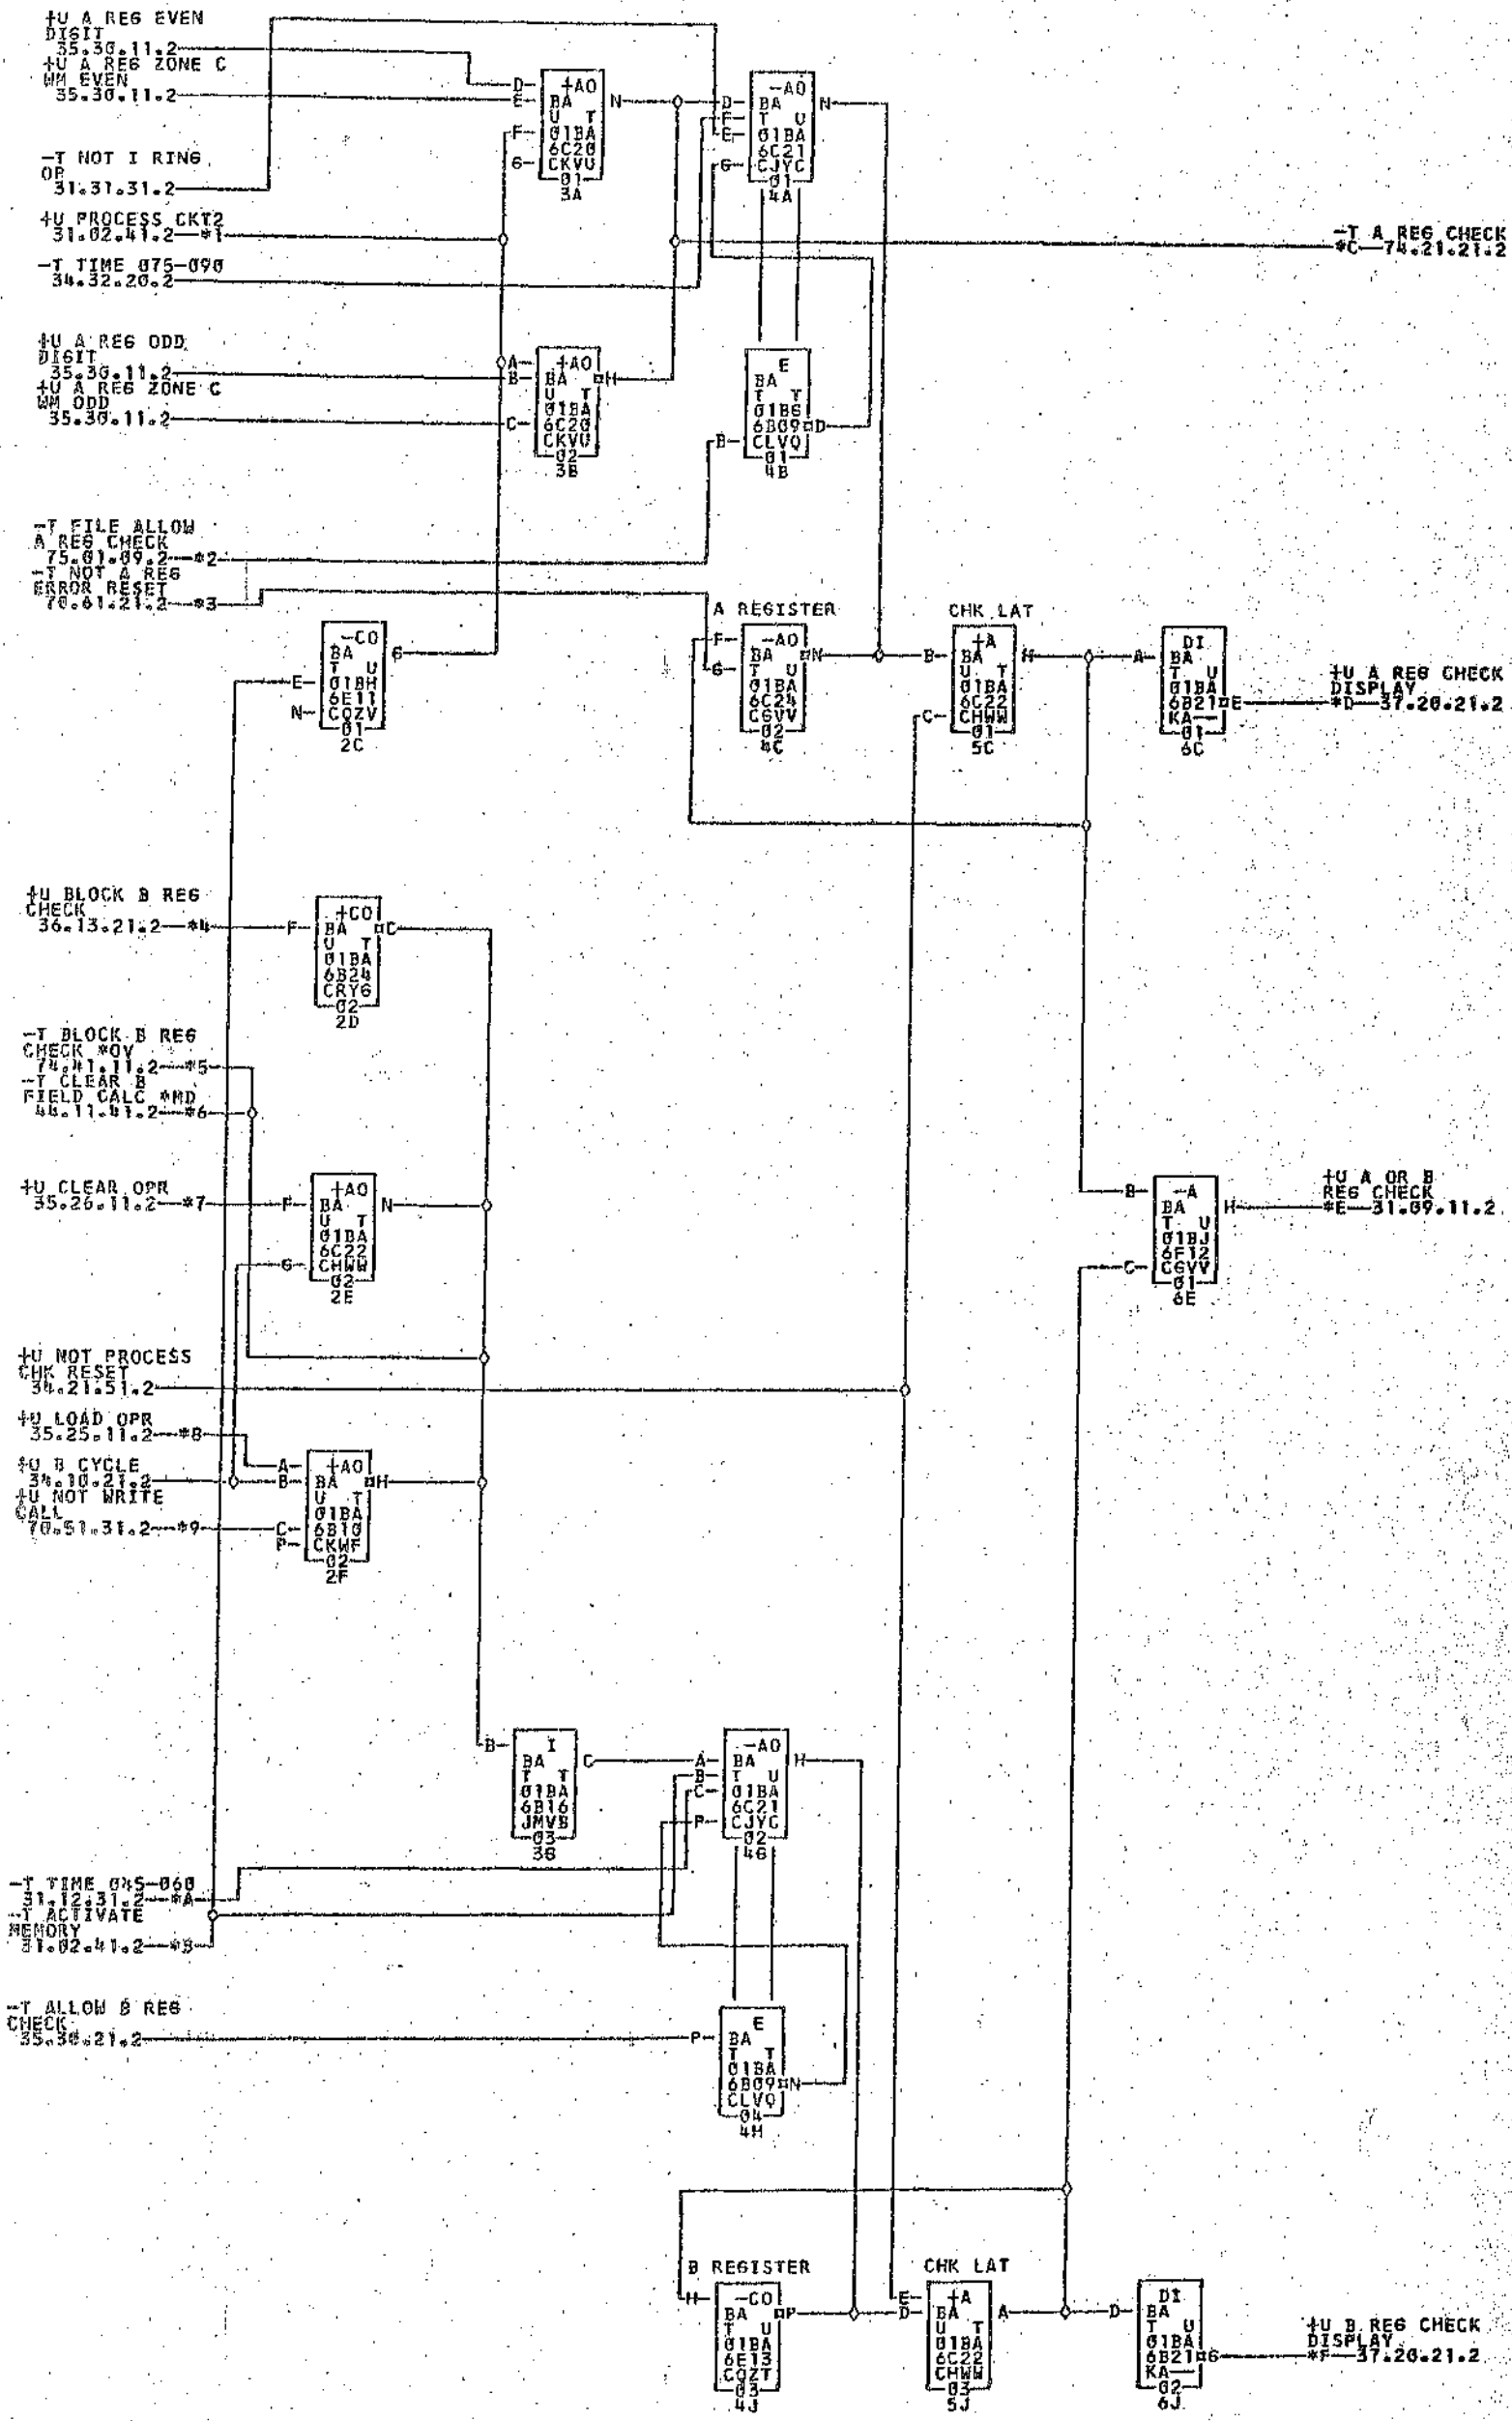 +U A REG EVEN
DIGIT
35.30.11.2
+U A REG ZONE C
WM EVEN
35.30.11.2
-T NOT I RING
OP
31.31.31.2
+U PROCESS CKT2
31.02.41.2—*1
-T TIME 075-090
34.32.20.2
+U A REG ODD
DIGIT
35.30.11.2
+U A REG ZONE C
WM ODD
35.30.11.2
-T FILE ALLOW
A REG CHECK
75.01.09.2—*2
-T NOT A REG
ERROR RESET
70.61.21.2—*3
+U BLOCK B REG
CHECK
36.13.21.2—*4
-T BLOCK B REG
CHECK *OV
74.41.11.2—*5
-T CLEAR B
FIELD CALC *MD
44.11.41.2—*6
+U CLEAR OPR
35.26.11.2—*7
+U NOT PROCESS
CHK RESET
34.21.51.2
+U LOAD OPR
35.25.11.2—*8
+U B CYCLE
34.10.21.2
+U NOT WRITE
CALL
70.51.31.2—*9
-T TIME 045-060
31.12.31.2—*A
-T ACTIVATE
MEMORY
31.02.41.2—*B
-T ALLOW B REG
CHECK
35.30.21.2
D
E
F
G
+AO
BA N
U T
01BA
6C20
CKVU
01
3A
D
F
E
G
-AO
BA N
T U
01BA
6C21
CJYC
01
4A
-T A REG CHECK
*C—74.21.21.2
A
B
C
+AO
BA H
U T
01BA
6C20
CKVU
02
3B
B
E
BA
T T
01BG
6B09 D
CLVQ
01
4B
E
N
-CO
BA G
T U
01BH
6E11
CQZV
01
2C
A REGISTER
F
G
-AO
BA N
T U
01BA
6C24
CGVV
02
4C
CHK LAT
B
C
+A
BA H
U T
01BA
6C22
CHWW
01
5C
A
DI
BA
T U
01BA
6B21 E
KA—
01
6C
+U A REG CHECK
DISPLAY
*D—37.20.21.2
F
+CO
BA C
U T
01BA
6B24
CRYG
02
2D
F
G
+AO
BA N
U T
01BA
6C22
CHWW
02
2E
B
C
-A
BA H
T U
01BJ
6F12
CGVV
01
6E
+U A OR B
REG CHECK
*E—31.09.11.2
A
B
C
P
+AO
BA H
U T
01BA
6B10
CKWF
02
2F
B
I
BA C
T T
01BA
6B16
JMVB
03
3G
A
B
C
P
-AO
BA H
T U
01BA
6C21
CJYC
02
4G
P
E
BA
T T
01BA
6B09 N
CLVQ
04
4H
B REGISTER
H
-CO
BA P
T U
01BA
6E13
CQZT
03
4J
CHK LAT
E
D
+A
BA A
U T
01BA
6C22
CHWW
03
5J
D
DI
BA
T U
01BA
6B21 G
KA—
02
6J
+U B REG CHECK
DISPLAY
*F—37.20.21.2